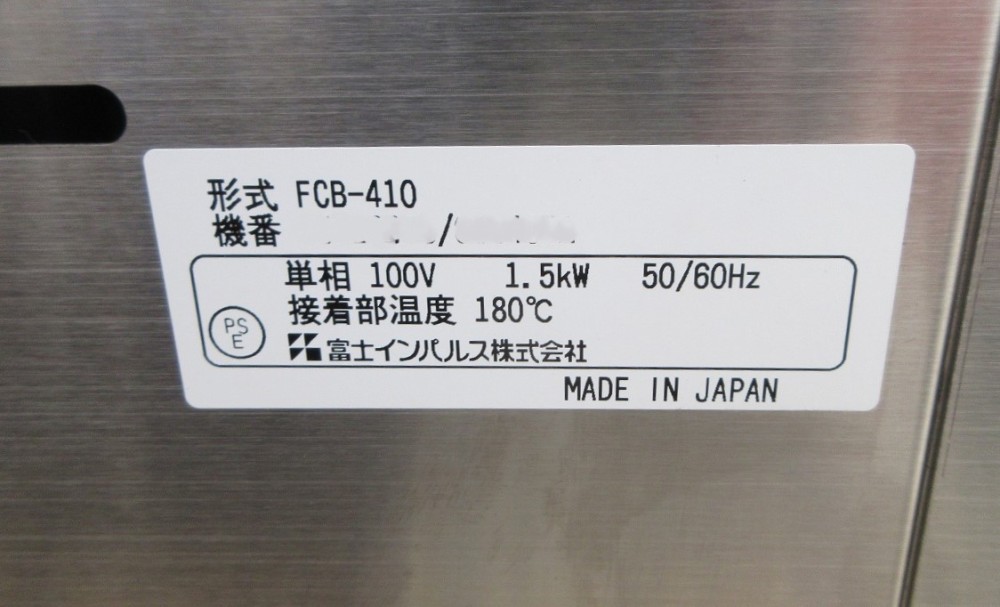 形式 FCB-410
機番 /
単相 100V 1.5kW 50/60Hz
接着部温度 180℃
PS
E
富士インパルス株式会社
MADE IN JAPAN